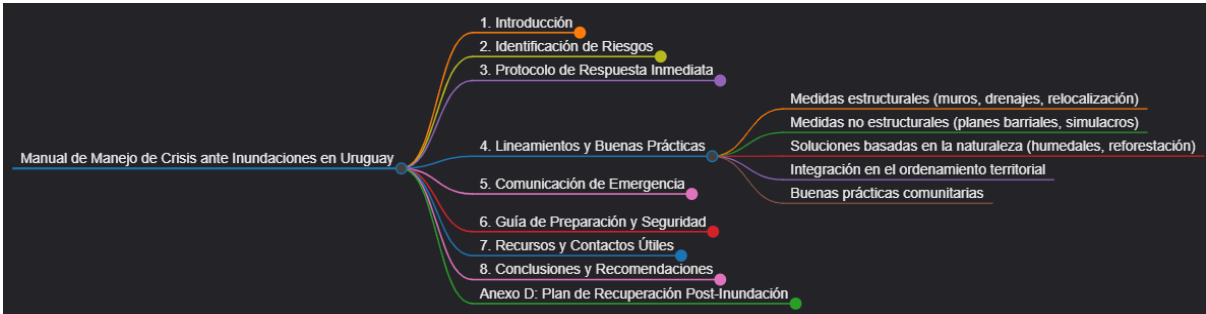 Manual de Manejo de Crisis ante Inundaciones en Uruguay
1. Introducción
2. Identificación de Riesgos
3. Protocolo de Respuesta Inmediata
4. Lineamientos y Buenas Prácticas
Medidas estructurales (muros, drenajes, relocalización)
Medidas no estructurales (planes barriales, simulacros)
Soluciones basadas en la naturaleza (humedales, reforestación)
Integración en el ordenamiento territorial
Buenas prácticas comunitarias
5. Comunicación de Emergencia
6. Guía de Preparación y Seguridad
7. Recursos y Contactos Útiles
8. Conclusiones y Recomendaciones
Anexo D: Plan de Recuperación Post-Inundación